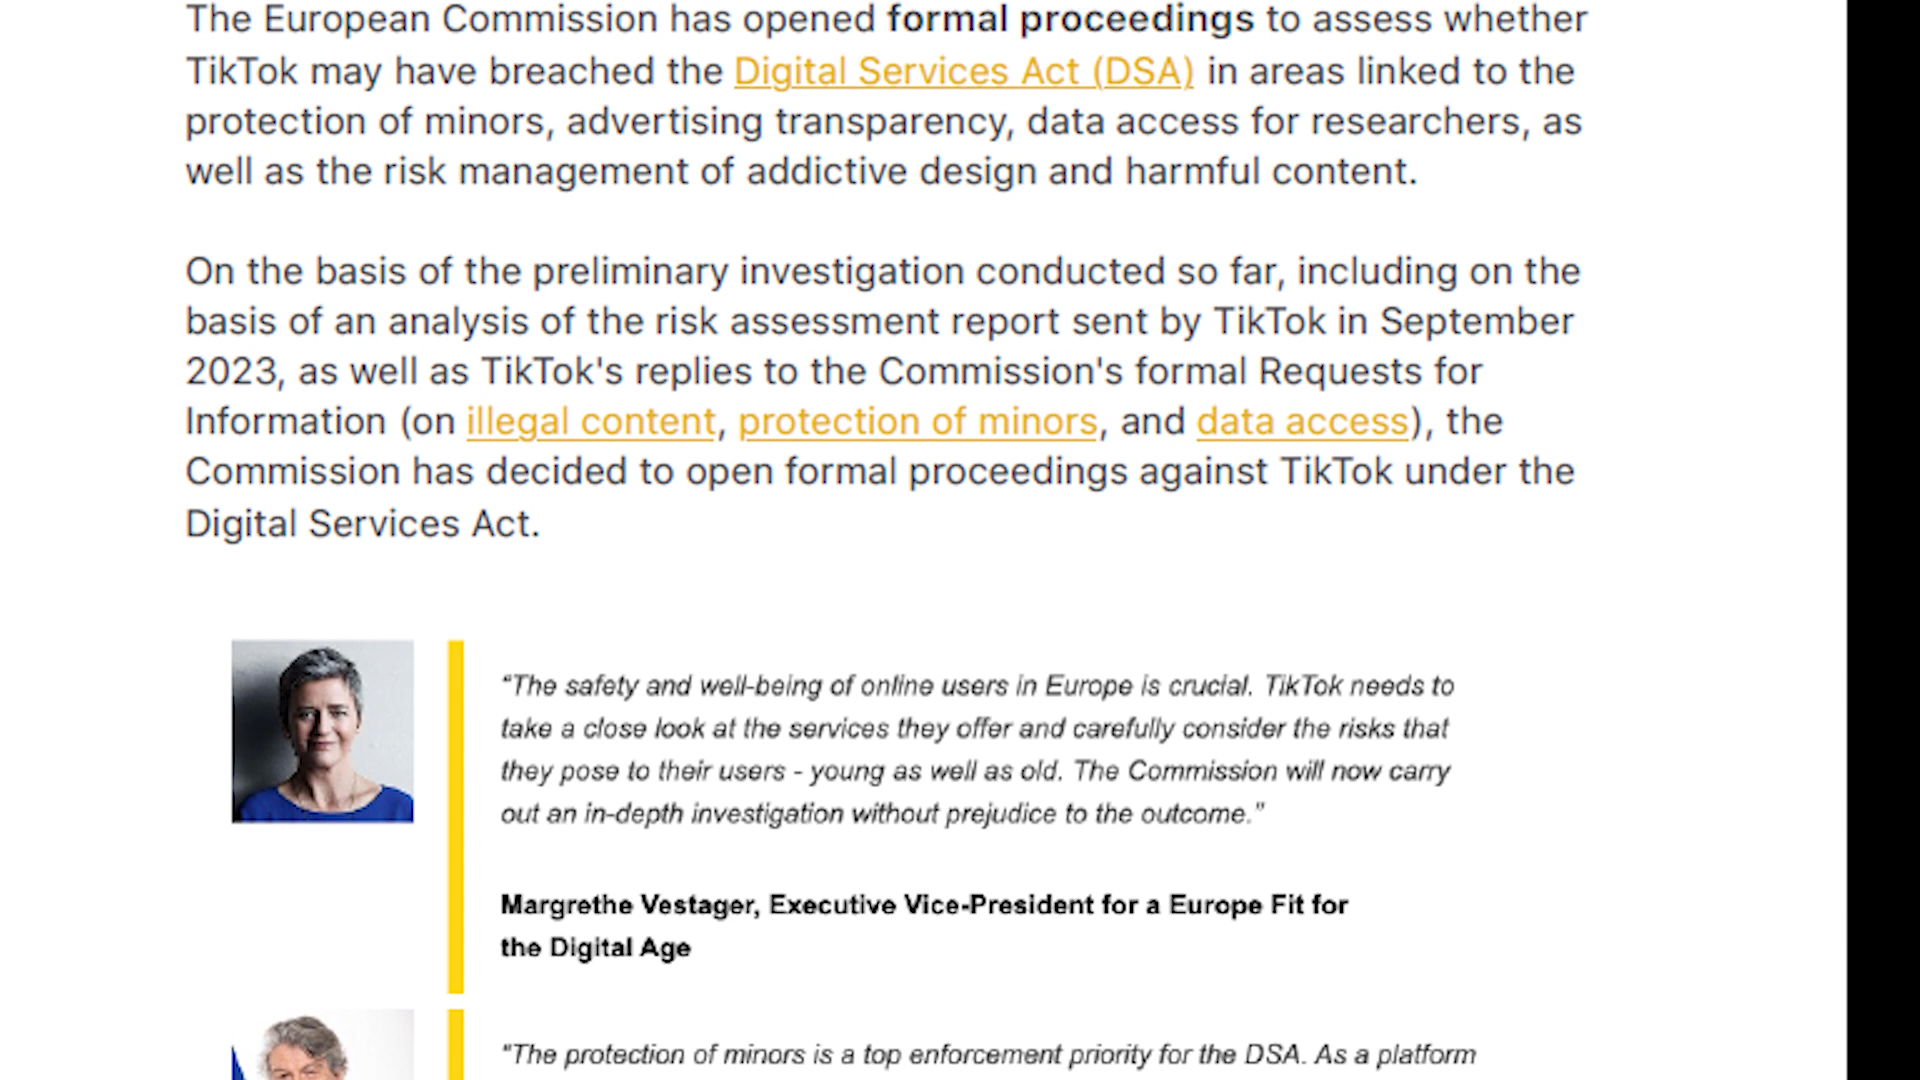 The European Commission has opened formal proceedings to assess whether
TikTok may have breached the Digital Services Act (DSA) in areas linked to the
protection of minors, advertising transparency, data access for researchers, as
well as the risk management of addictive design and harmful content.
On the basis of the preliminary investigation conducted so far, including on the
basis of an analysis of the risk assessment report sent by TikTok in September
2023, as well as TikTok's replies to the Commission's formal Requests for
Information (on illegal content, protection of minors, and data access), the
Commission has decided to open formal proceedings against TikTok under the
Digital Services Act.
“The safety and well-being of online users in Europe is crucial. TikTok needs to
take a close look at the services they offer and carefully consider the risks that
they pose to their users - young as well as old. The Commission will now carry
out an in-depth investigation without prejudice to the outcome.”
Margrethe Vestager, Executive Vice-President for a Europe Fit for
the Digital Age
“The protection of minors is a top enforcement priority for the DSA. As a platform